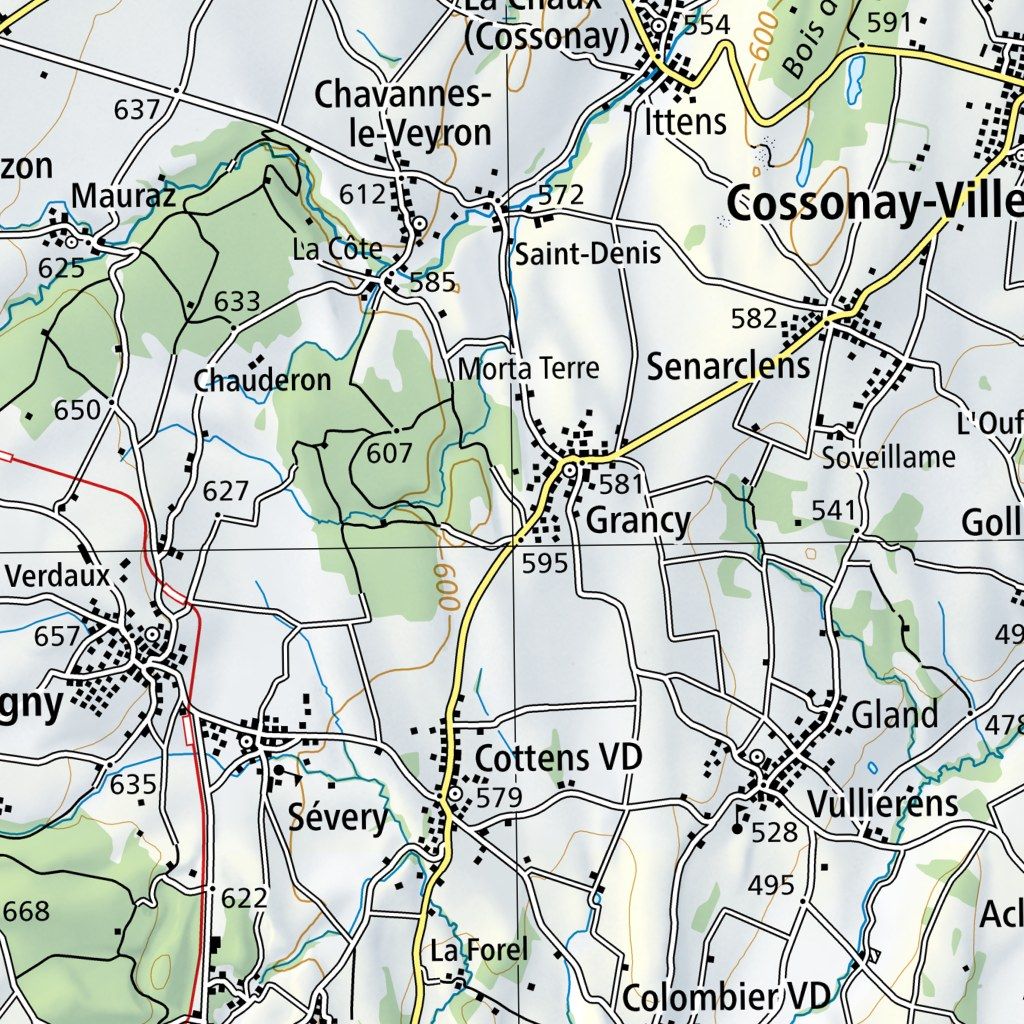 La Chaux
(Cossonay)
554
600
Bois d
591
637
Chavannes-
le-Veyron
Ittens
zon
Mauraz
612
572
Cossonay-Ville
La Côte
Saint-Denis
625
585
633
582
Morta Terre
Senarclens
Chauderon
650
L'Ouf
607
Soveillame
627
581
541
Grancy
Goll
595
600
Verdaux
657
49
gny
Gland
478
Cottens VD
635
579
Sévery
Vullierens
528
495
622
668
Acl
La Forel
Colombier VD